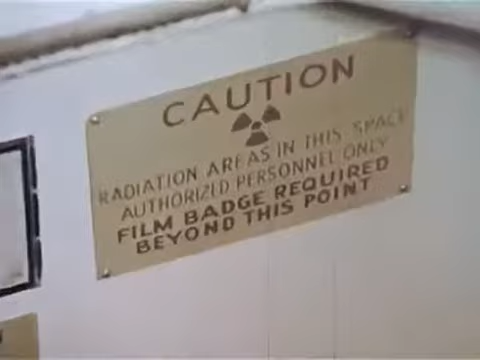 CAUTION
RADIATION AREAS IN THIS SPACE
AUTHORIZED PERSONNEL ONLY
FILM BADGE REQUIRED
BEYOND THIS POINT